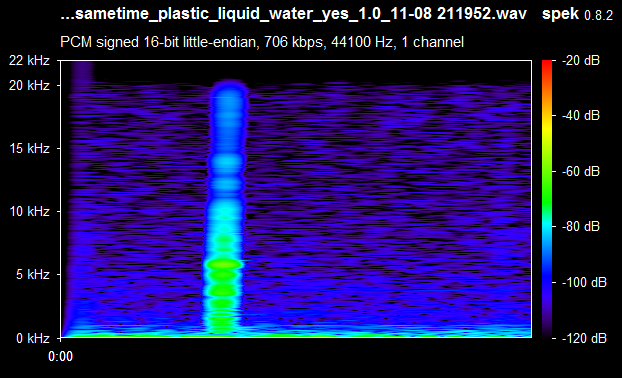 ...sametime_plastic_liquid_water_yes_1.0_11-08 211952.wav spek 0.8.2
PCM signed 16-bit little-endian, 706 kbps, 44100 Hz, 1 channel
22 kHz
20 kHz
15 kHz
10 kHz
5 kHz
0 kHz
0:00
-20 dB
-40 dB
-60 dB
-80 dB
-100 dB
-120 dB